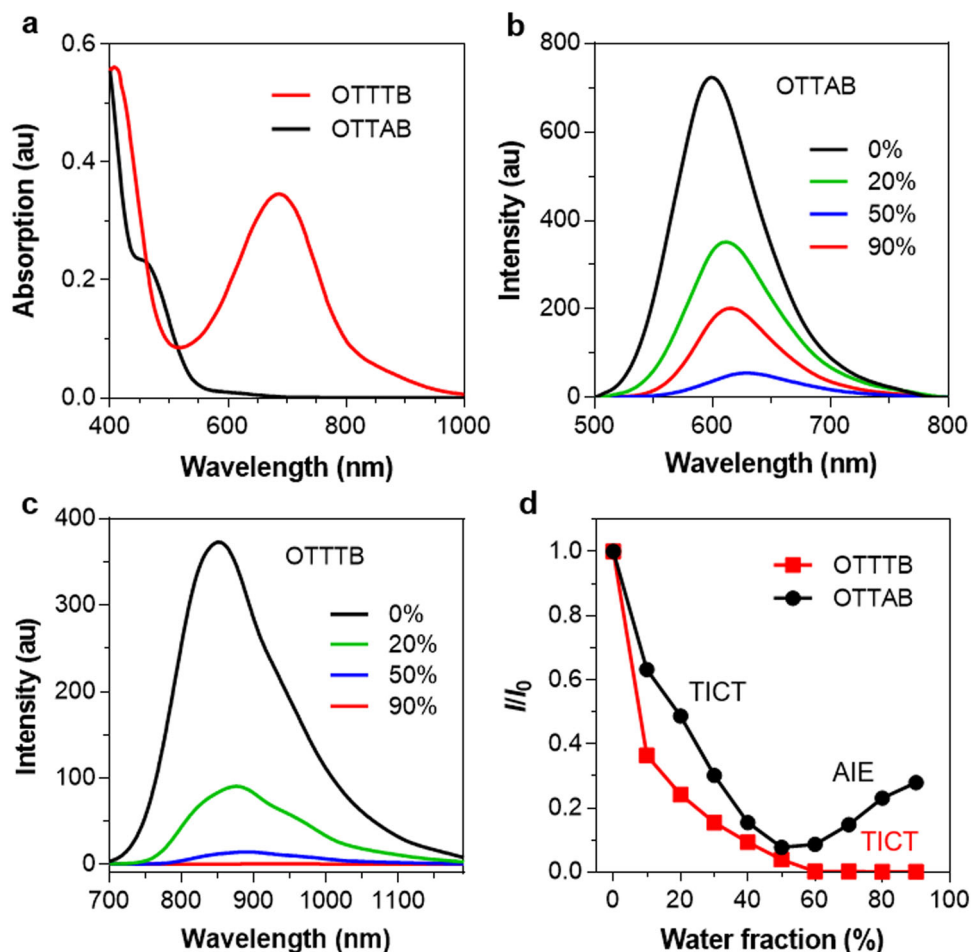 a
0.6
0.4
0.2
0.0
400
600
800
1000
Absorption (au)
Wavelength (nm)
OTTTB
OTTAB
b
800
600
400
200
0
500
600
700
800
Intensity (au)
Wavelength (nm)
OTTAB
0%
20%
50%
90%
c
400
300
200
100
0
700
800
900
1000
1100
Intensity (au)
Wavelength (nm)
OTTTB
0%
20%
50%
90%
d
1.0
0.8
0.6
0.4
0.2
0.0
0
20
40
60
80
100
I/I0
Water fraction (%)
OTTTB
OTTAB
TICT
AIE
TICT